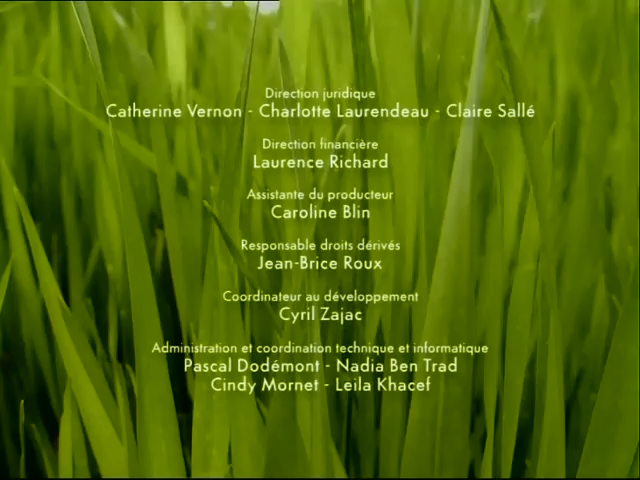 Direction juridique
Catherine Vernon - Charlotte Laurendeau - Claire Sallé
Direction financière
Laurence Richard
Assistante du producteur
Caroline Blin
Responsable droits dérivés
Jean-Brice Roux
Coordinateur au développement
Cyril Zajac
Administration et coordination technique et informatique
Pascal Dodémont - Nadia Ben Trad
Cindy Mornet - Leila Khacef